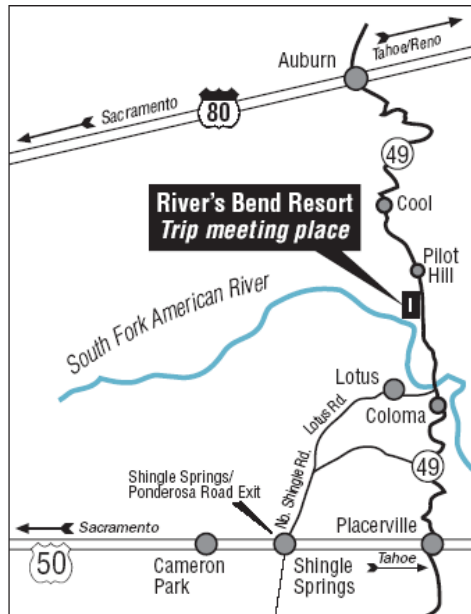 Tahoe/Reno
Auburn
Sacramento
80
49
River's Bend Resort
Trip meeting place
Cool
Pilot
Hill
South Fork American River
Lotus
Lotus Rd.
Coloma
No. Shingle Rd.
49
Shingle Springs/
Ponderosa Road Exit
Sacramento
Placerville
50
Cameron
Park
Shingle
Springs
Tahoe